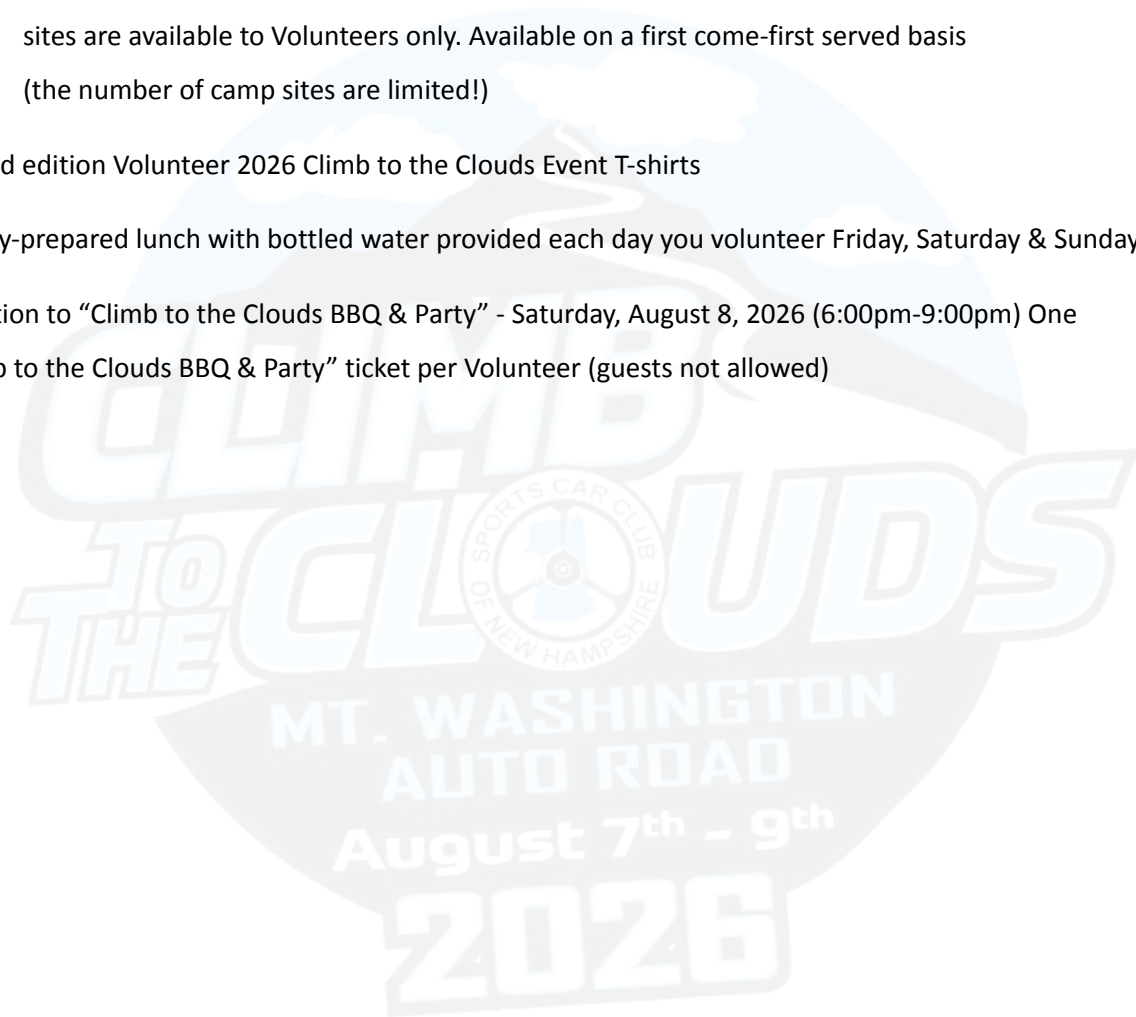 sites are available to Volunteers only. Available on a first come-first served basis
(the number of camp sites are limited!)
d edition Volunteer 2026 Climb to the Clouds Event T-shirts
y-prepared lunch with bottled water provided each day you volunteer Friday, Saturday & Sunday
tion to “Climb to the Clouds BBQ & Party” - Saturday, August 8, 2026 (6:00pm-9:00pm) One
b to the Clouds BBQ & Party” ticket per Volunteer (guests not allowed)
CLIMB
TO THE CLOUDS
SPORTS CAR CLUB
OF NEW HAMPSHIRE
MT. WASHINGTON
AUTO ROAD
August 7th - 9th
2026